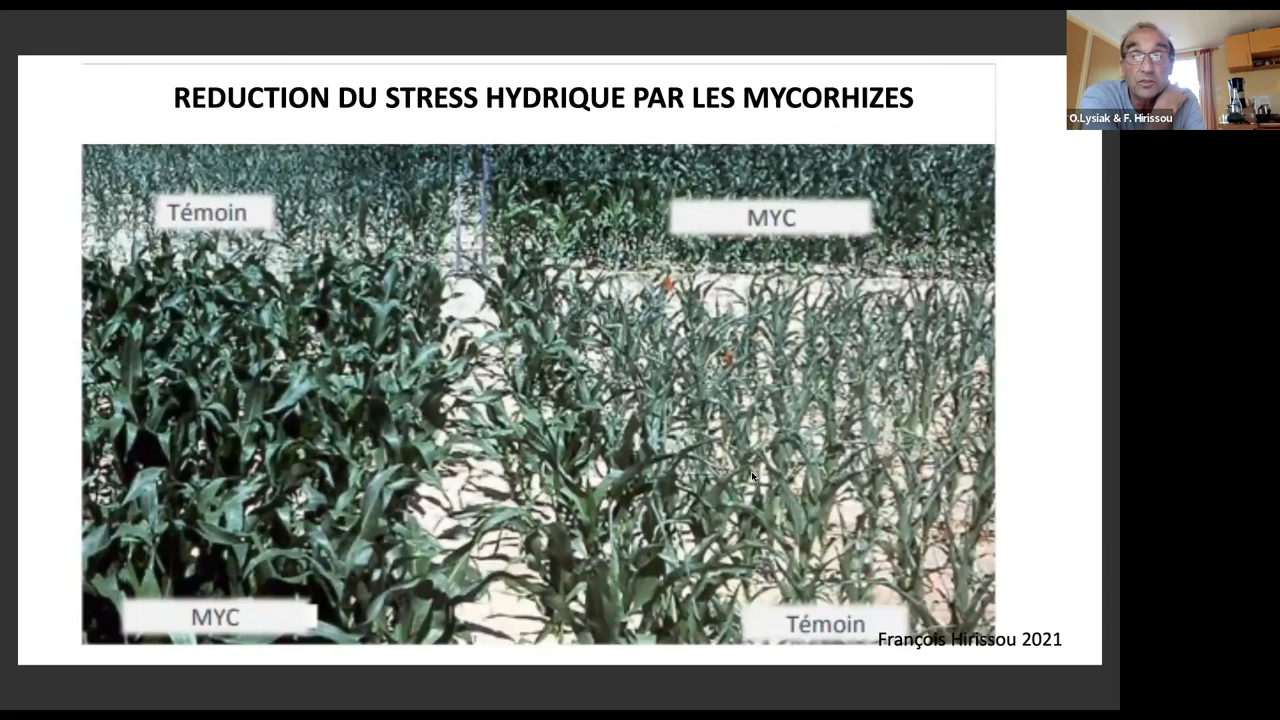 REDUCTION DU STRESS HYDRIQUE PAR LES MYCORHIZES
O.Lysiak & F. Hirissou
Témoin
MYC
MYC
Témoin
François Hirissou 2021